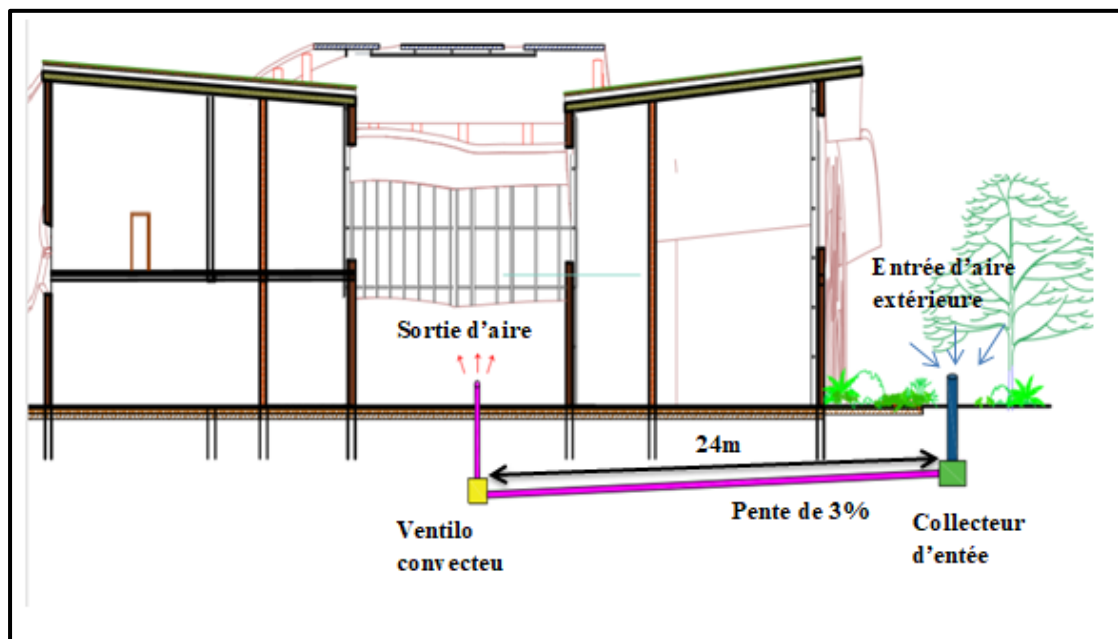 Entrée d'aire
extérieure
Sortie d'aire
24m
Pente de 3%
Ventilo
convecteu
Collecteur
d'entée